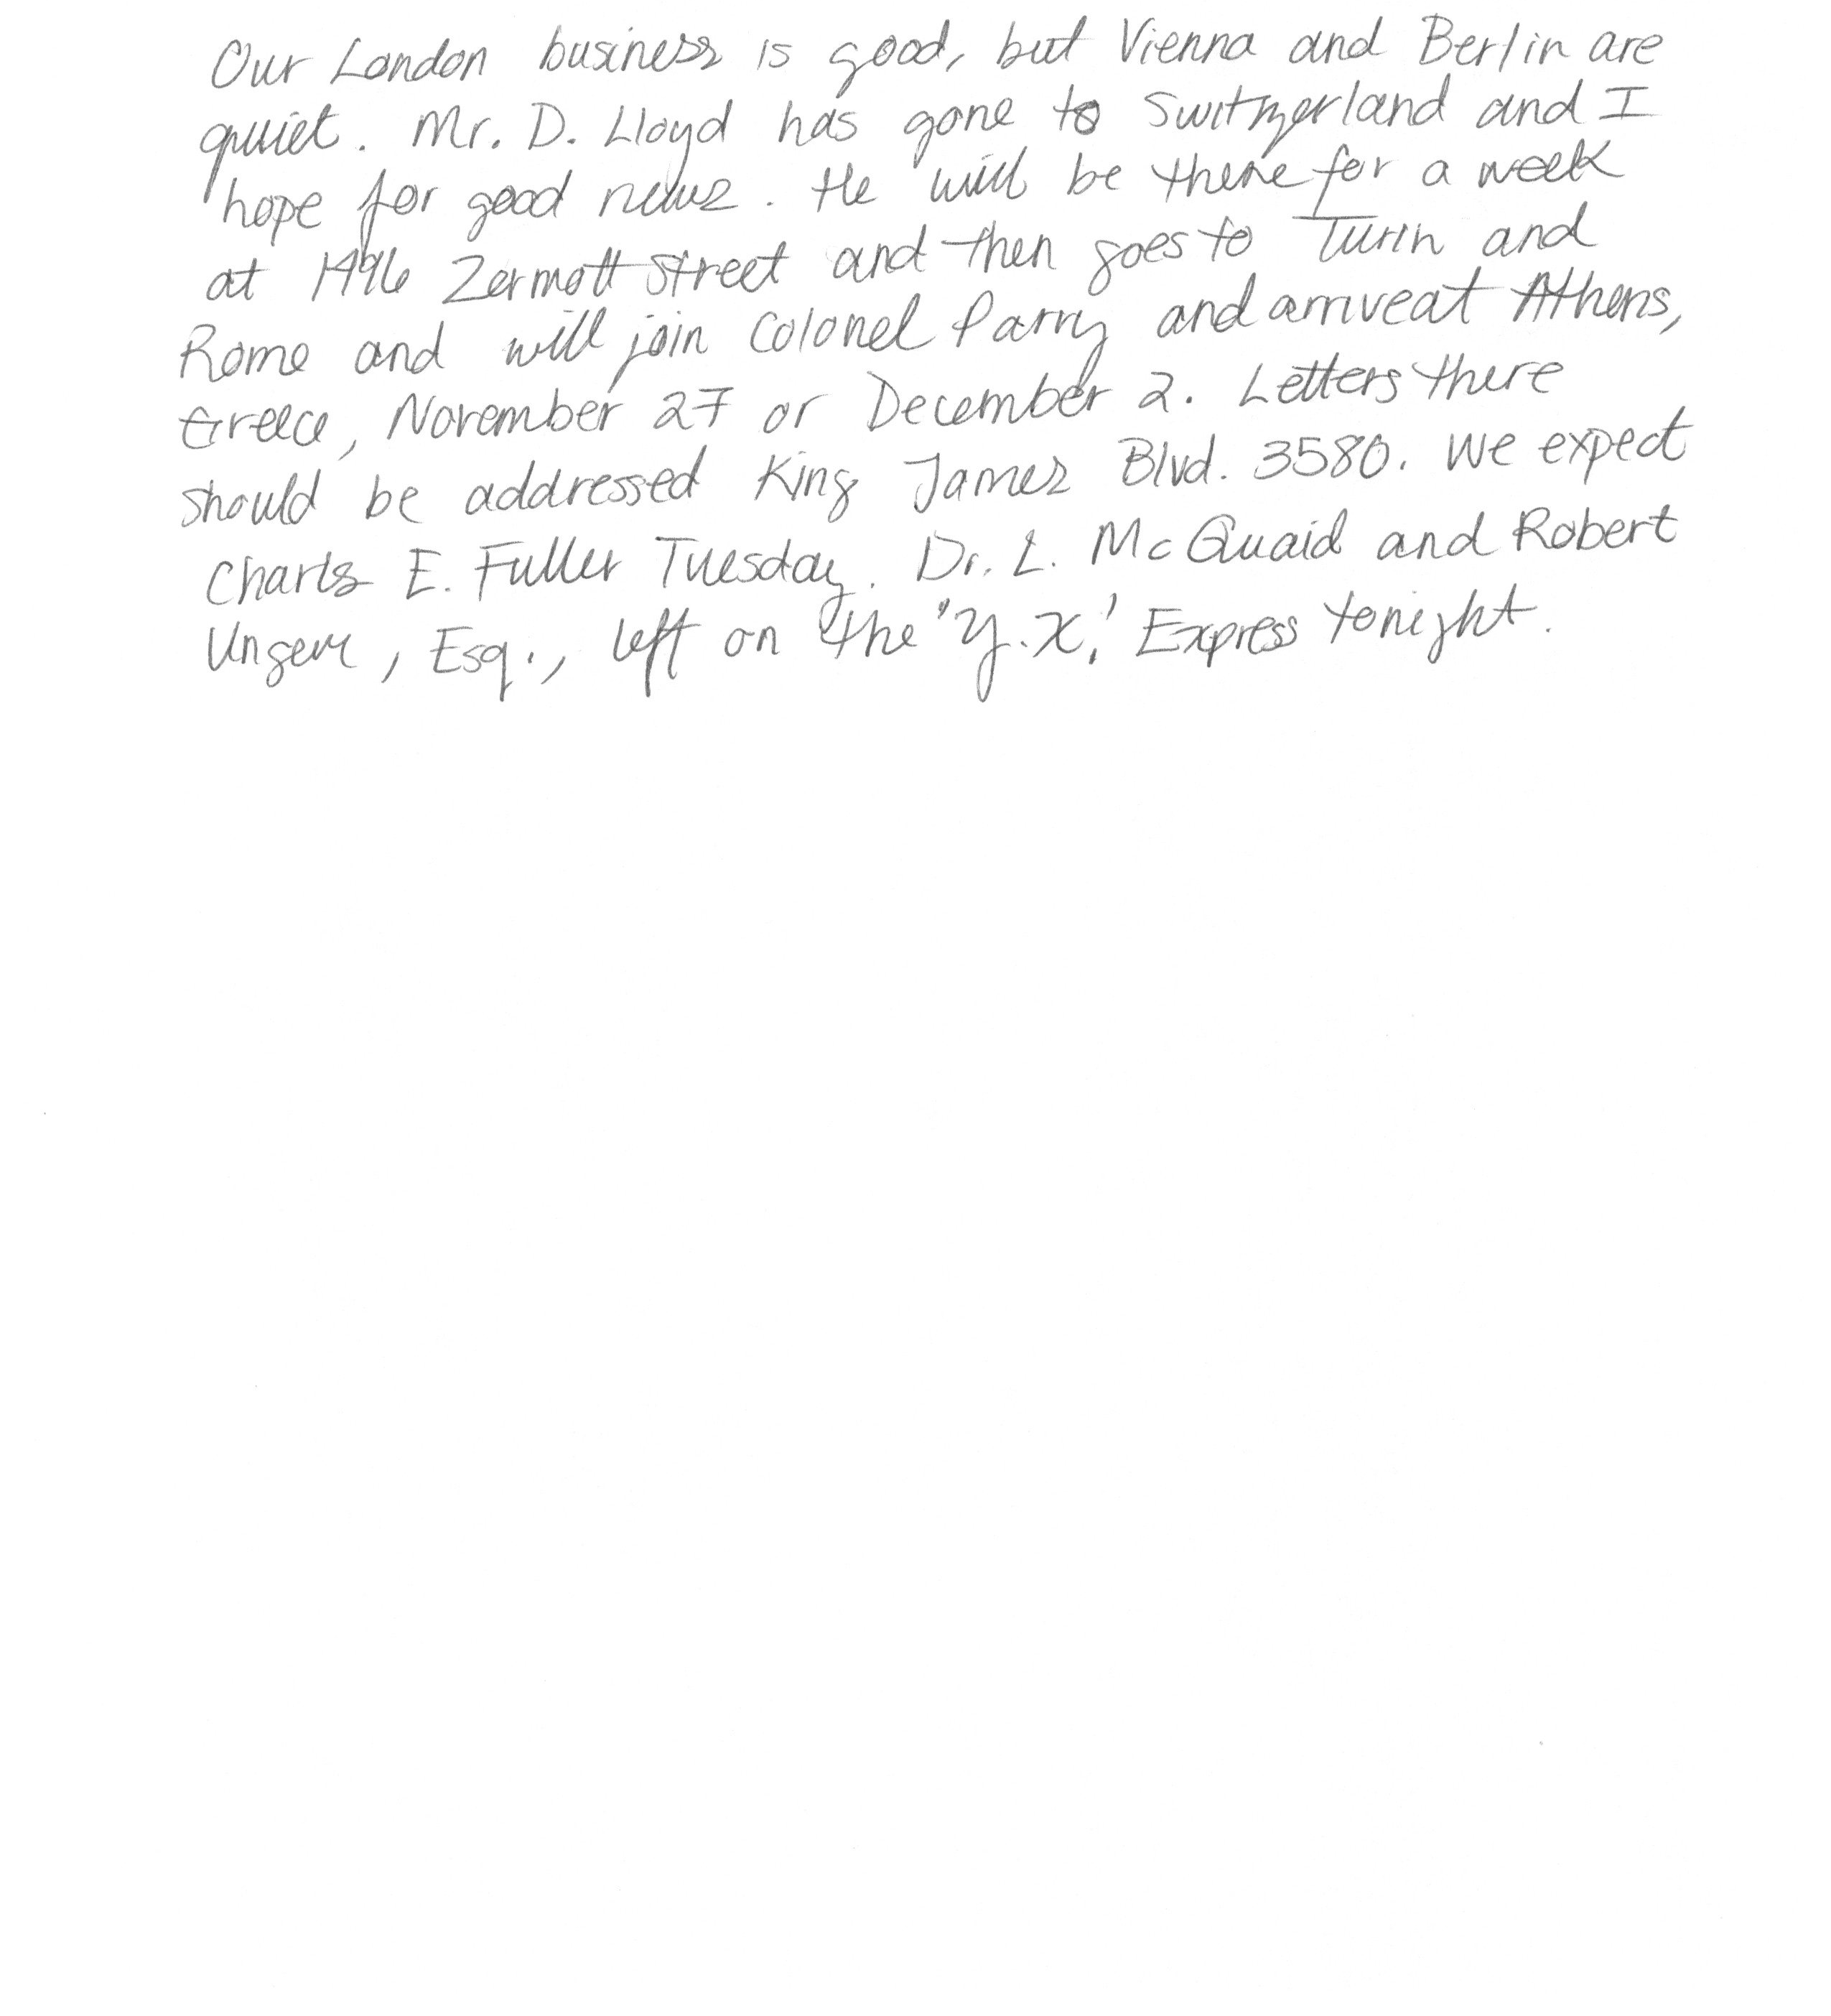 Our London business is good, but Vienna and Berlin are
quiet. Mr. D. Lloyd has gone to Switzerland and I
hope for good news. He will be there for a week
at 1496 Zermott Street and then goes to Turin and
Rome and will join Colonel Parry and arrive at Athens,
Greece, November 27 or December 2. Letters there
should be addressed King James Blvd. 3580. We expect
Charles E. Fuller Tuesday. Dr. L. McQuaid and Robert
Unger, Esq., left on the "Y.X." Express tonight.